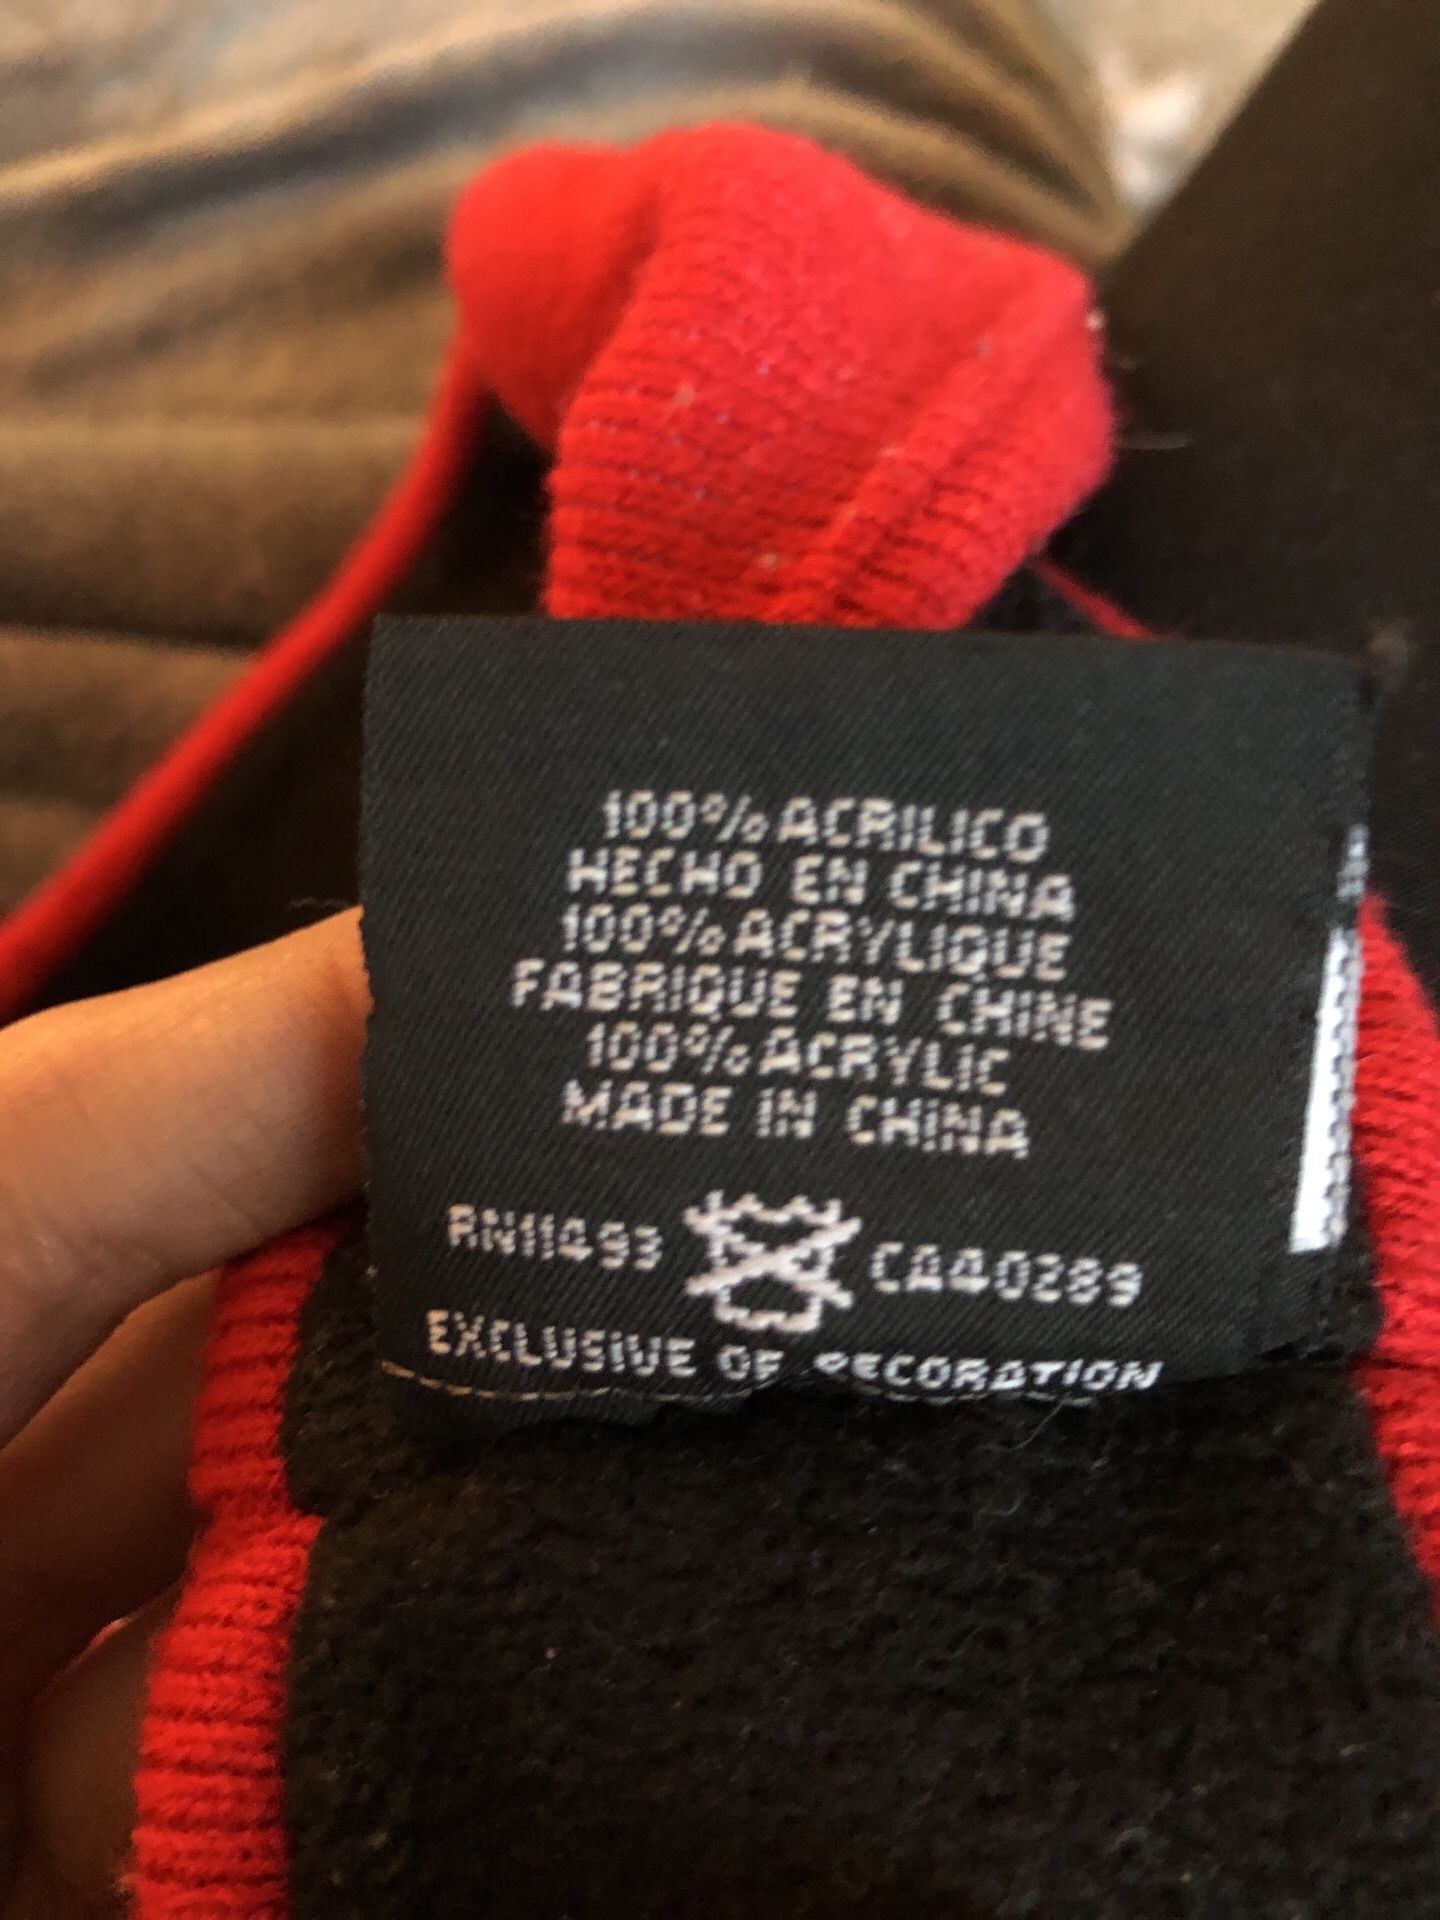 100% ACRILICO
HECHO EN CHINA
100% ACRYLIQUE
FABRIQUE EN CHINE
100% ACRYLIC
MADE IN CHINA
RN11493 CA40289
EXCLUSIVE OF DECORATION